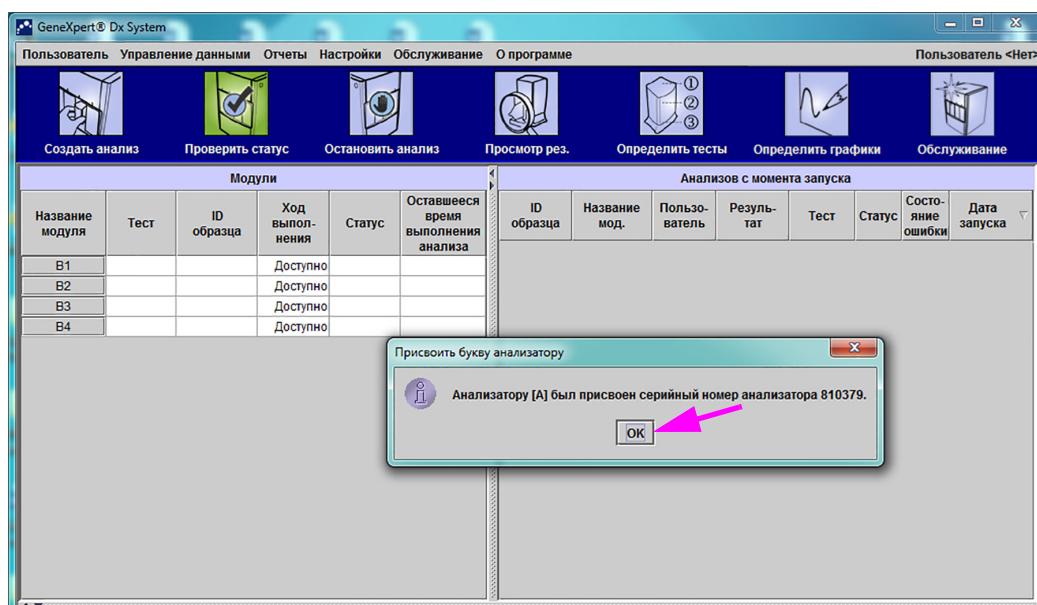 GeneXpert® Dx System
Пользователь Управление данными Отчеты Настройки Обслуживание О программе Пользователь <Нет>
① ② ③
Создать анализ Проверить статус Остановить анализ Просмотр рез. Определить тесты Определить графики Обслуживание
Модули Анализов с момента запуска
Название модуля Тест ID образца Ход выпол-нения Статус Оставшееся время выполнения анализа ID образца Название мод. Пользо-ватель Резуль-тат Тест Статус Состо-яние ошибки Дата запуска
B1 Доступно
B2 Доступно
B3 Доступно
B4 Доступно
Присвоить букву анализатору
Анализатору [A] был присвоен серийный номер анализатора 810379.
OK